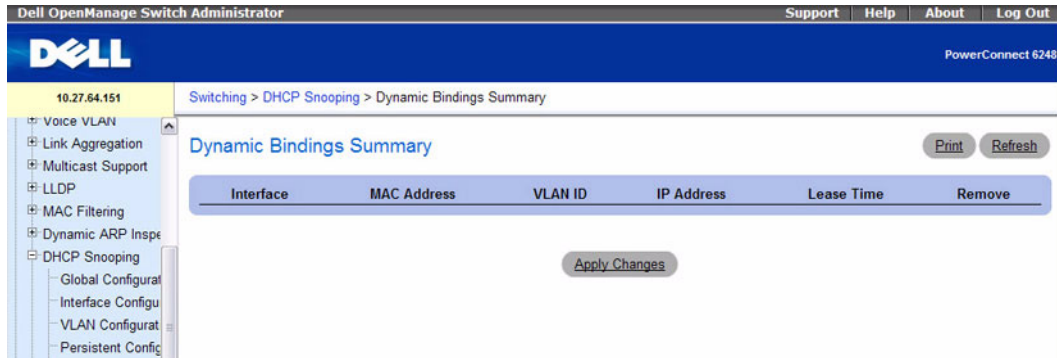 Dell OpenManage Switch Administrator
Support Help About Log Out
DELL
PowerConnect 6248
10.27.64.151
Switching > DHCP Snooping > Dynamic Bindings Summary
Voice VLAN
Link Aggregation
Multicast Support
LLDP
MAC Filtering
Dynamic ARP Inspe
DHCP Snooping
Global Configurat
Interface Configu
VLAN Configurat
Persistent Config
Dynamic Bindings Summary
Print Refresh
Interface MAC Address VLAN ID IP Address Lease Time Remove
Apply Changes